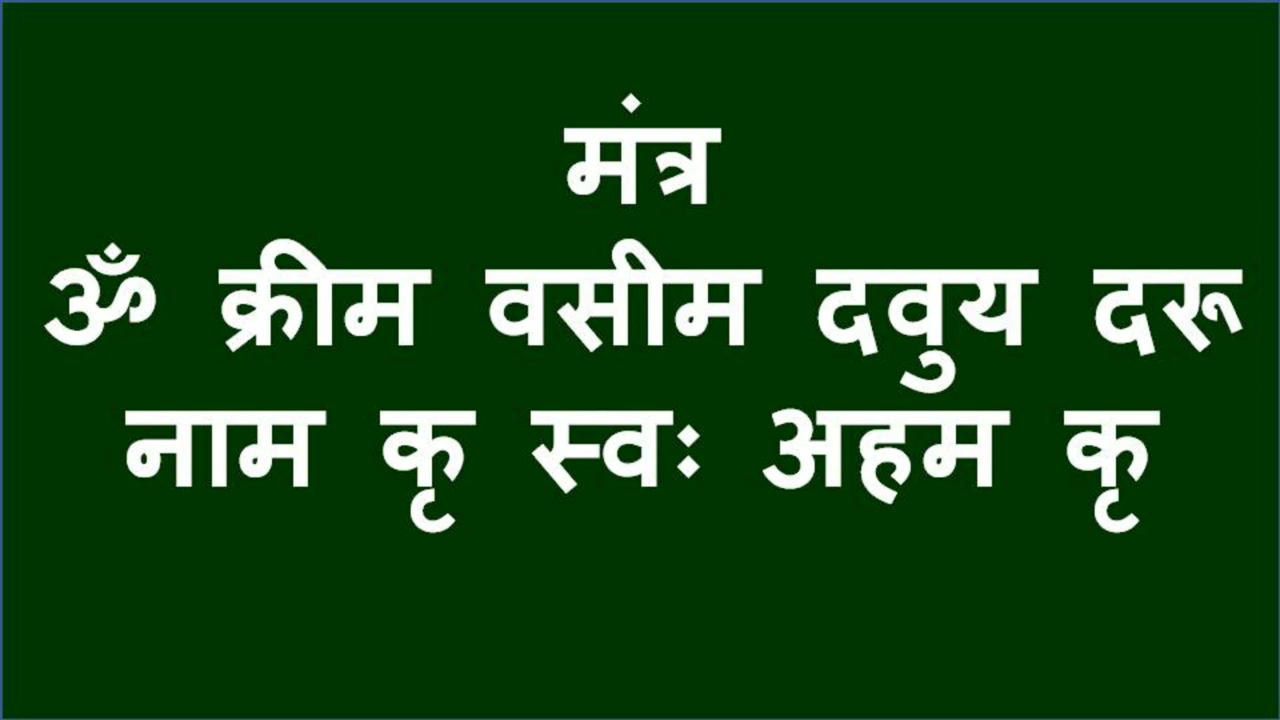 मंत्र
ॐ क्रीम वसीम दवुय दरू
नाम कृ स्वः अहम कृ